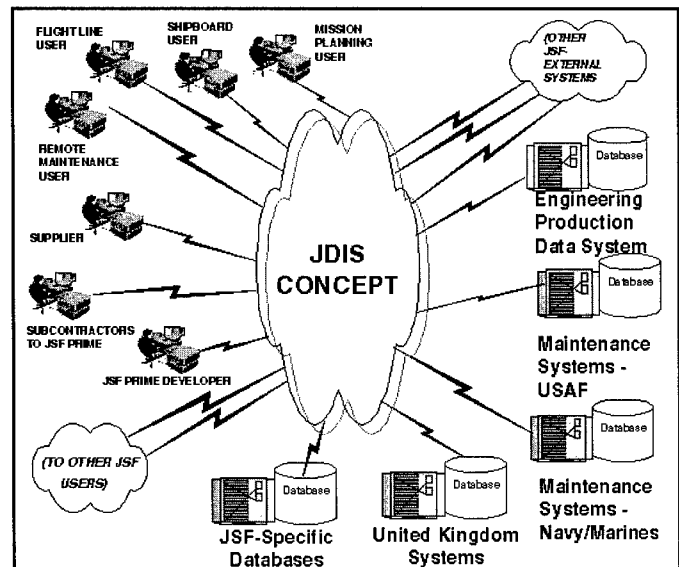 FLIGHT LINE
USER
SHIPBOARD
USER
MISSION
PLANNING
USER
(OTHER
JSF-
EXTERNAL
SYSTEMS
REMOTE
MAINTENANCE
USER
SUPPLIER
SUBCONTRACTORS
TO JSF PRIME
JSF PRIME DEVELOPER
(TO OTHER JSF
USERS)
JDIS
CONCEPT
Database
Engineering
Production
Data System
Database
Maintenance
Systems -
USAF
Database
Maintenance
Systems -
Navy/Marines
Database
JSF-Specific
Databases
Database
United Kingdom
Systems